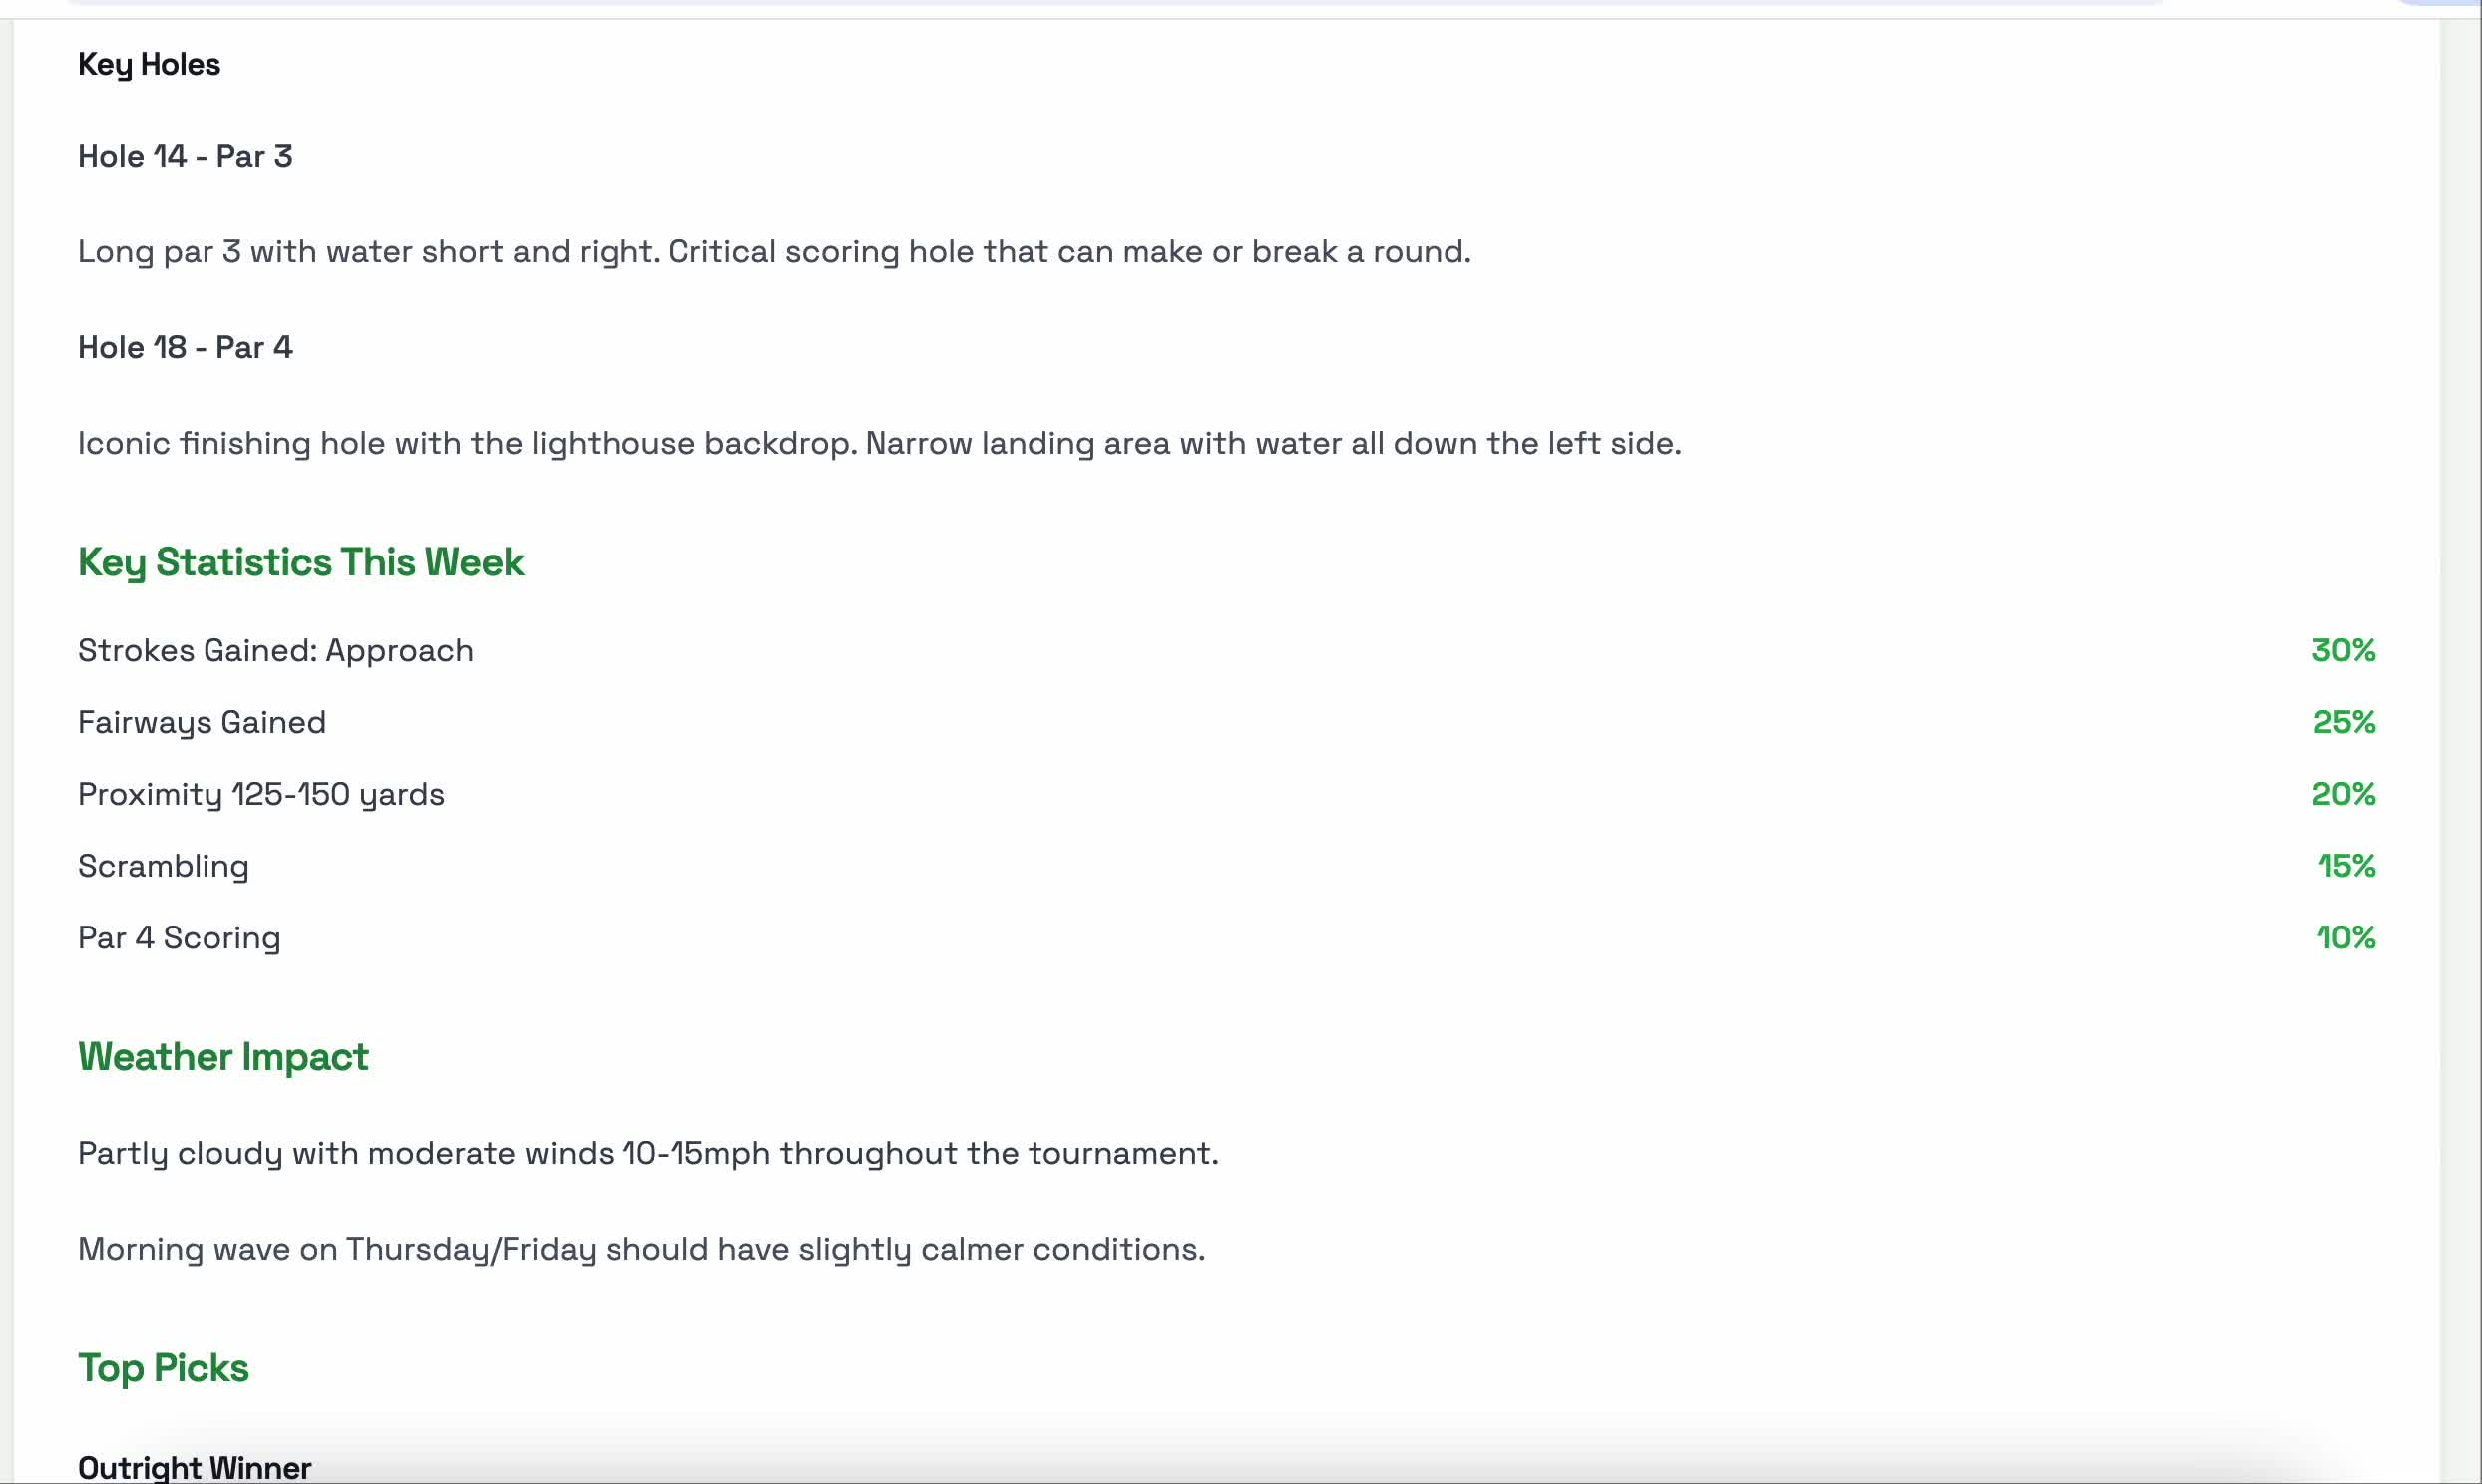 Key Holes
Hole 14 - Par 3
Long par 3 with water short and right. Critical scoring hole that can make or break a round.
Hole 18 - Par 4
Iconic finishing hole with the lighthouse backdrop. Narrow landing area with water all down the left side.
Key Statistics This Week
Strokes Gained: Approach 30%
Fairways Gained 25%
Proximity 125-150 yards 20%
Scrambling 15%
Par 4 Scoring 10%
Weather Impact
Partly cloudy with moderate winds 10-15mph throughout the tournament.
Morning wave on Thursday/Friday should have slightly calmer conditions.
Top Picks
Outright Winner